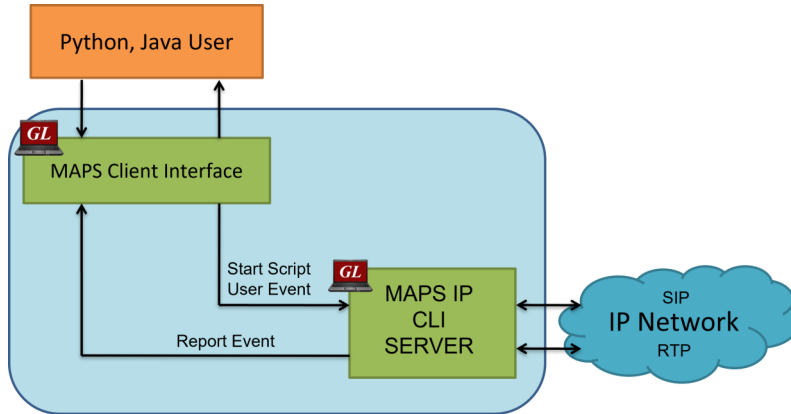 Python, Java User
GL
MAPS Client Interface
Start Script
User Event
GL
MAPS IP
CLI
SERVER
Report Event
SIP
IP Network
RTP